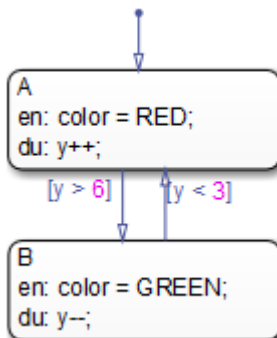 A
en: color = RED;
du: y++;
[y > 6] [y < 3]
B
en: color = GREEN;
du: y--;